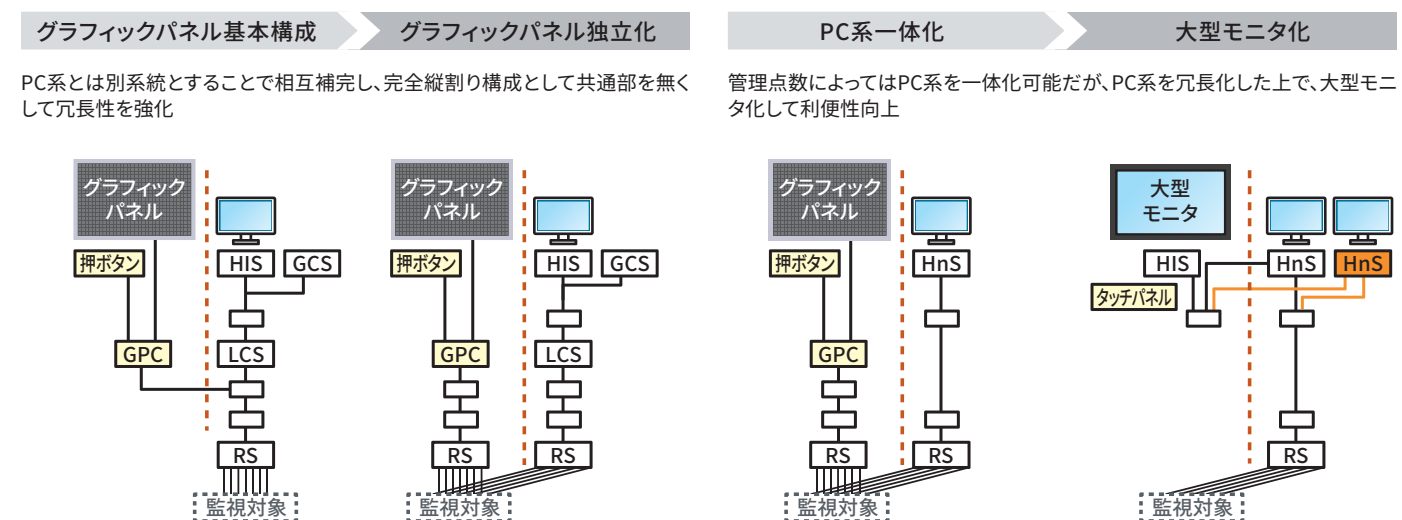 グラフィックパネル基本構成
グラフィックパネル独立化
PC系一体化
大型モニタ化
PC系とは別系統とすることで相互補完し、完全縦割り構成として共通部を無く
して冗長性を強化
管理点数によってはPC系を一体化可能だが、PC系を冗長化した上で、大型モニ
タ化して利便性向上
グラフィック
パネル
押ボタン
HIS
GCS
GPC
LCS
RS
監視対象
グラフィック
パネル
押ボタン
HIS
GCS
GPC
LCS
RS
RS
監視対象
グラフィック
パネル
押ボタン
HnS
GPC
RS
RS
監視対象
大型
モニタ
HIS
HnS
HnS
タッチパネル
RS
監視対象